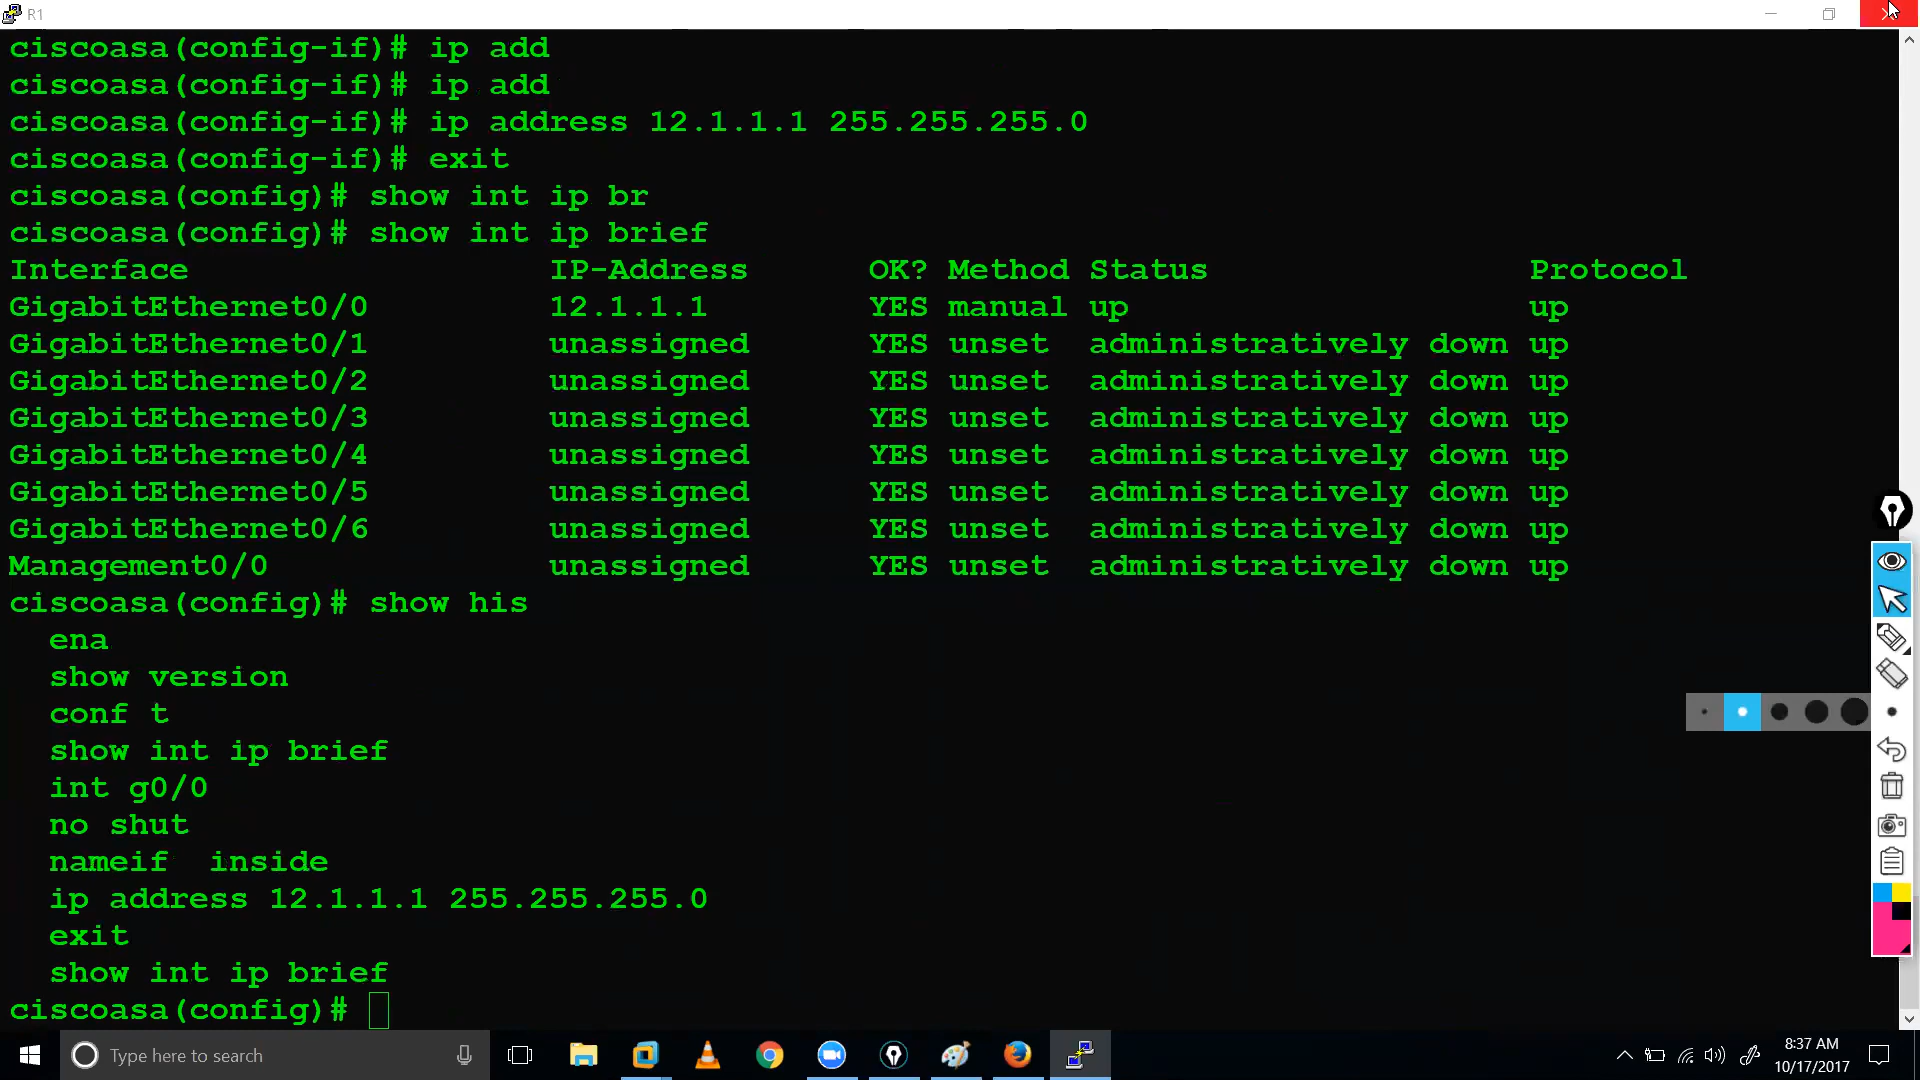 R1
ciscoasa(config-if)# ip add
ciscoasa(config-if)# ip add
ciscoasa(config-if)# ip address 12.1.1.1 255.255.255.0
ciscoasa(config-if)# exit
ciscoasa(config)# show int ip br
ciscoasa(config)# show int ip brief
Interface IP-Address OK? Method Status Protocol
GigabitEthernet0/0 12.1.1.1 YES manual up up
GigabitEthernet0/1 unassigned YES unset administratively down up
GigabitEthernet0/2 unassigned YES unset administratively down up
GigabitEthernet0/3 unassigned YES unset administratively down up
GigabitEthernet0/4 unassigned YES unset administratively down up
GigabitEthernet0/5 unassigned YES unset administratively down up
GigabitEthernet0/6 unassigned YES unset administratively down up
Management0/0 unassigned YES unset administratively down up
ciscoasa(config)# show his
ena
show version
conf t
show int ip brief
int g0/0
no shut
nameif  inside
ip address 12.1.1.1 255.255.255.0
exit
show int ip brief
ciscoasa(config)#
Type here to search
8:37 AM
10/17/2017